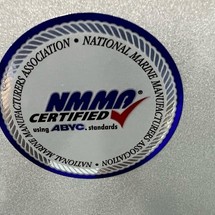 NATIONAL MARINE MANUFACTURERS ASSOCIATION • NATIONAL MARINE MANUFACTURERS ASSOCIATION •
NMMA®
CERTIFIED
using ABYC. standards